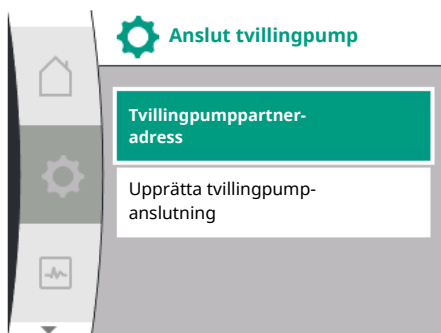 Anslut tvillingpump
Tvillingpumppartner-
adress
Upprätta tvillingpump-
anslutning